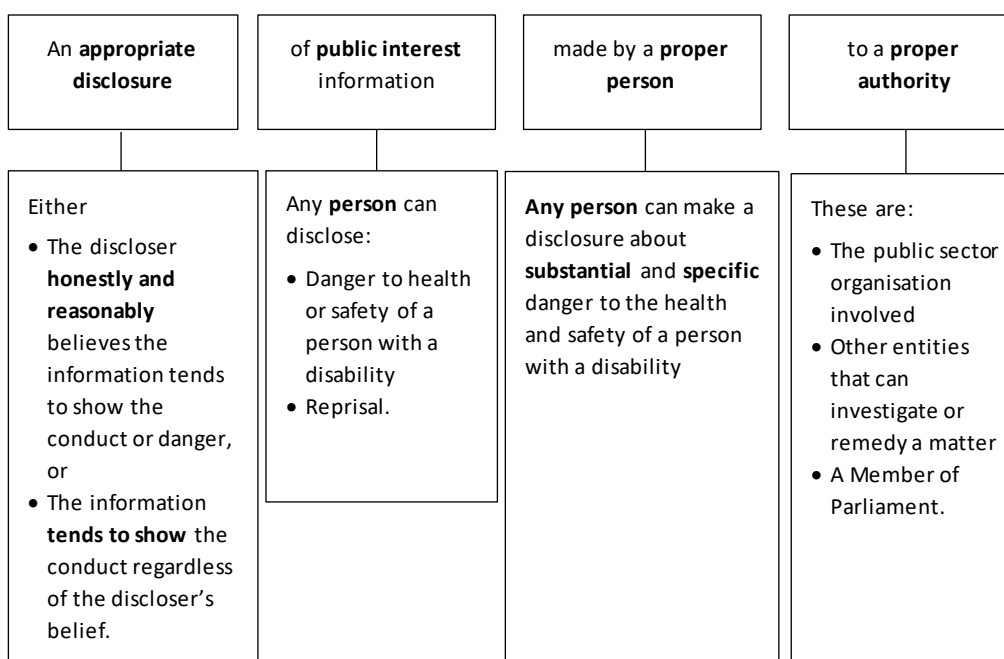 An appropriate
disclosure
of public interest
information
made by a proper
person
to a proper
authority
Either
• The discloser
honestly and
reasonably
believes the
information tends
to show the
conduct or danger,
or
• The information
tends to show the
conduct regardless
of the discloser’s
belief.
Any person can
disclose:
• Danger to health
or safety of a
person with a
disability
• Reprisal.
Any person can make a
disclosure about
substantial and specific
danger to the health
and safety of a person
with a disability
These are:
• The public sector
organisation
involved
• Other entities
that can
investigate or
remedy a matter
• A Member of
Parliament.